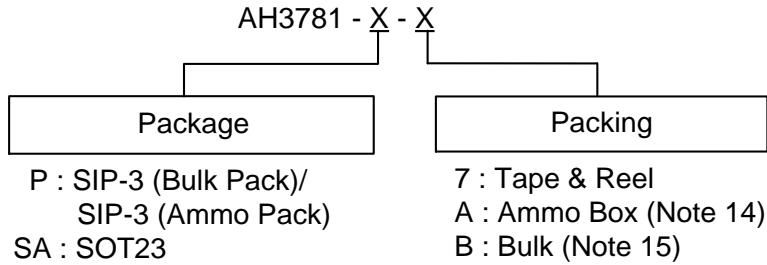 AH3781 - X - X
Package
P : SIP-3 (Bulk Pack)/
SIP-3 (Ammo Pack)
SA : SOT23
Packing
7 : Tape & Reel
A : Ammo Box (Note 14)
B : Bulk (Note 15)